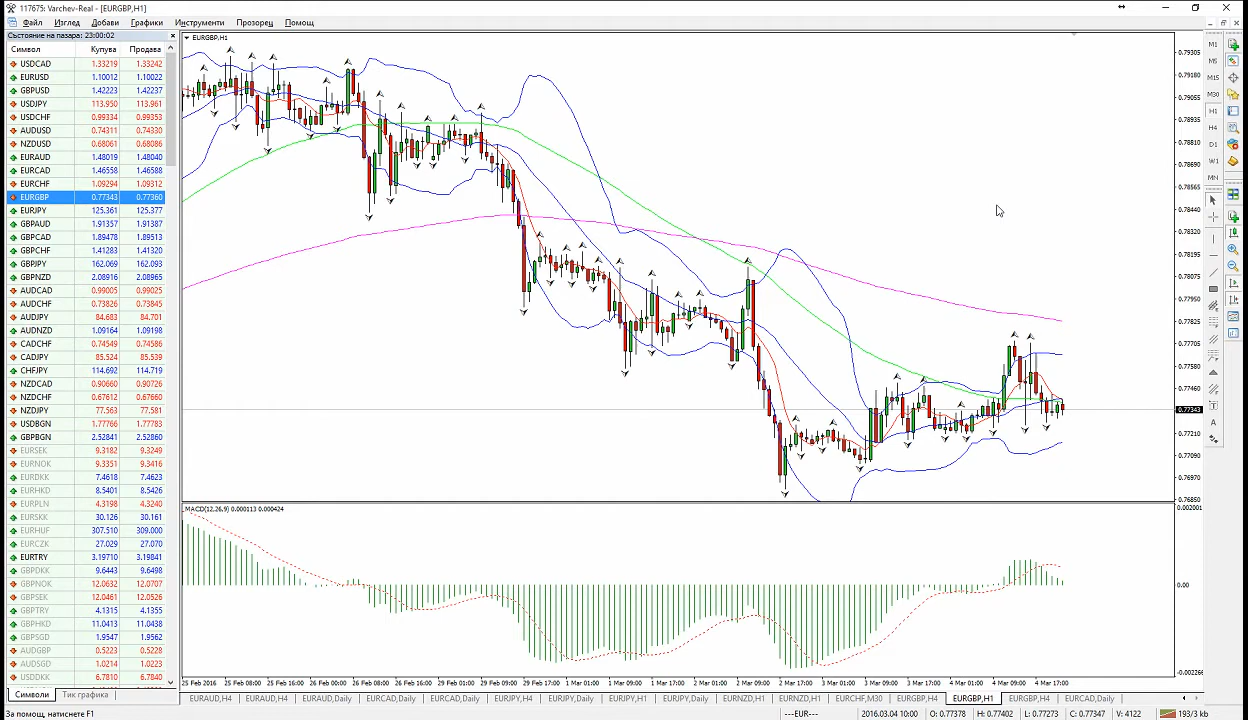 117675: Varchev-Real - [EURGBP,H1]
Файл Изглед Добави Графики Инструменти Прозорец Помощ
Състояние на пазара: 23:00:02
Символ Купува Продава
USDCAD 1.33219 1.33242
EURUSD 1.10012 1.10022
GBPUSD 1.42223 1.42237
USDJPY 113.950 113.961
USDCHF 0.99334 0.99353
AUDUSD 0.74311 0.74330
NZDUSD 0.68061 0.68086
EURAUD 1.48019 1.48040
EURCAD 1.46558 1.46588
EURCHF 1.09294 1.09312
EURGBP 0.77343 0.77360
EURJPY 125.361 125.377
GBPAUD 1.91357 1.91387
GBPCAD 1.89478 1.89513
GBPCHF 1.41283 1.41320
GBPJPY 162.069 162.093
GBPNZD 2.08916 2.08965
AUDCAD 0.99005 0.99025
AUDCHF 0.73826 0.73845
AUDJPY 84.683 84.701
AUDNZD 1.09164 1.09198
CADCHF 0.74549 0.74586
CADJPY 85.524 85.539
CHFJPY 114.692 114.719
NZDCAD 0.90660 0.90726
NZDCHF 0.67612 0.67666
NZDJPY 77.563 77.581
USDBGN 1.77766 1.77783
GBPBGN 2.52841 2.52860
EURSEK 9.3182 9.3249
EURNOK 9.3351 9.3416
EURDKK 7.4618 7.4623
EURHKD 8.5401 8.5426
EURPLN 4.3198 4.3240
EURSKK 30.126 30.161
EURHUF 307.510 309.000
EURCZK 27.029 27.070
EURTRY 3.19710 3.19841
GBPDKK 9.6443 9.6498
GBPNOK 12.0632 12.0707
GBPSEK 12.0461 12.0526
GBPTRY 4.1315 4.1355
GBPHKD 11.0413 11.0438
GBPSGD 1.9547 1.9562
AUDGBP 0.5223 0.5228
AUDSGD 1.0214 1.0223
USDDKK 6.7810 6.7840
Символи Тик графика
EURGBP,H1
0.79305
0.79180
0.79055
0.78935
0.78810
0.78690
0.78565
0.78440
0.78320
0.78195
0.78075
0.77950
0.77825
0.77705
0.77580
0.77460
0.77343
0.77210
0.77090
0.76970
0.76850
MACD(12,26,9) 0.000113 0.000424
0.002001
0.00
-0.002266
25 Feb 2016 25 Feb 08:00 25 Feb 17:00 26 Feb 01:00 26 Feb 09:00 26 Feb 17:00 29 Feb 01:00 29 Feb 09:00 29 Feb 17:00 1 Mar 01:00 1 Mar 09:00 1 Mar 17:00 2 Mar 01:00 2 Mar 09:00 2 Mar 17:00 3 Mar 01:00 3 Mar 09:00 3 Mar 17:00 4 Mar 01:00 4 Mar 09:00 4 Mar 17:00
EURAUD,H4 EURAUD,H4 EURAUD,Daily EURCAD,Daily EURCAD,Daily EURJPY,H4 EURJPY,Daily EURJPY,H1 EURJPY,Daily EURNZD,H1 EURNZD,H1 EURCHF,M30 EURGBP,H4 EURGBP,H1 EURGBP,H4 EURCAD,Daily
M1
M5
M15
M30
H1
H4
D1
W1
MN
A
T
За помощ, натиснете F1 ---EUR--- 2016.03.04 10:00 O: 0.77378 H: 0.77402 L: 0.77273 C: 0.77347 V: 4122 193/3 kb